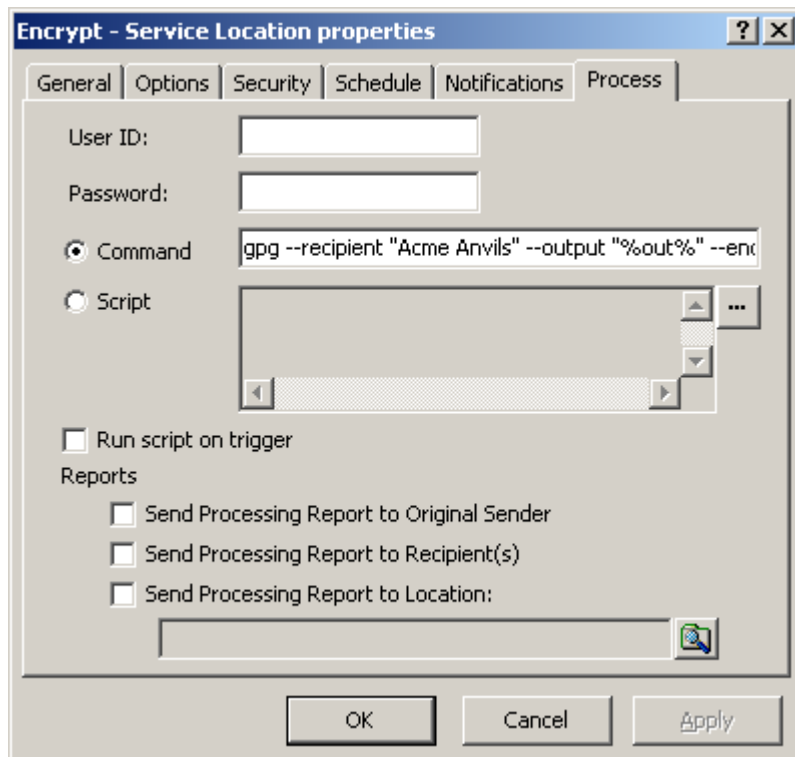 Encrypt - Service Location properties
General Options Security Schedule Notifications Process
User ID:
Password:
Command gpg --recipient "Acme Anvils" --output "%out%" --enc
Script ...
Run script on trigger
Reports
Send Processing Report to Original Sender
Send Processing Report to Recipient(s)
Send Processing Report to Location:
OK Cancel Apply